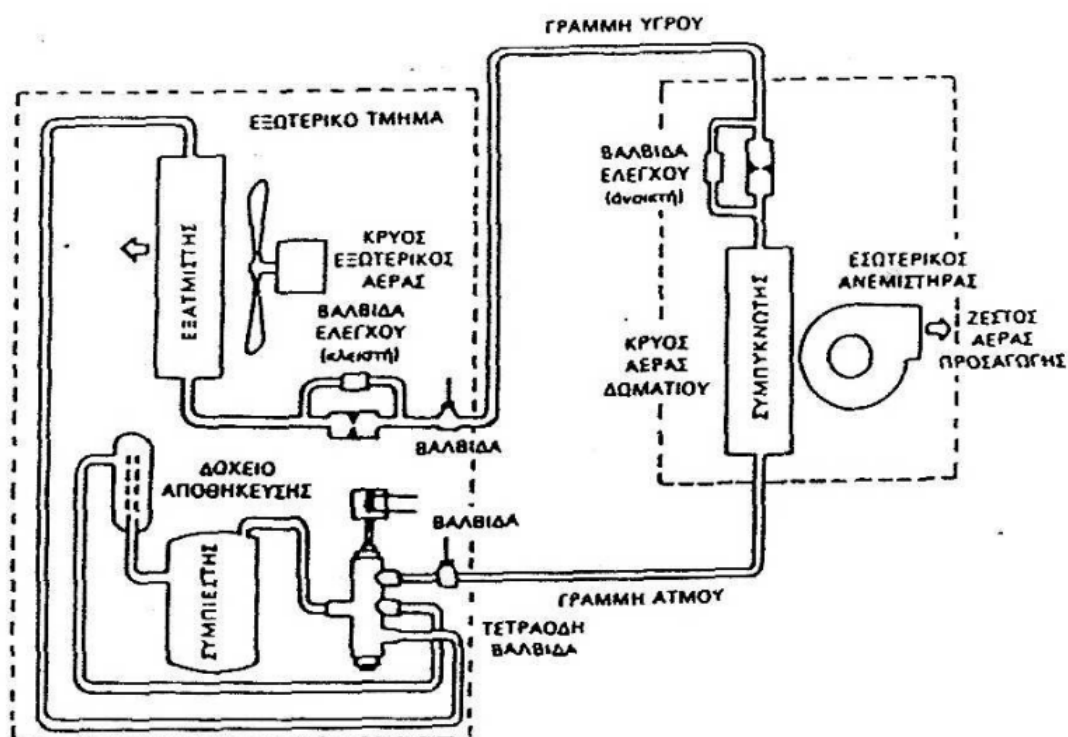 ΓΡΑΜΜΗ ΥΓΡΟΥ
ΕΞΩΤΕΡΙΚΟ ΤΜΗΜΑ
ΕΞΑΤΜΙΣΤΗΣ
ΚΡΥΟΣ
ΕΞΩΤΕΡΙΚΟΣ
ΑΕΡΑΣ
ΒΑΛΒΙΔΑ
ΕΛΕΓΧΟΥ
(κλειστή)
ΒΑΛΒΙΔΑ
ΒΑΛΒΙΔΑ
ΕΛΕΓΧΟΥ
(άνοικτή)
ΣΥΜΠΥΚΝΩΤΗΣ
ΚΡΥΟΣ
ΑΕΡΑΣ
ΔΩΜΑΤΙΟΥ
ΕΣΩΤΕΡΙΚΟΣ
ΑΝΕΜΙΣΤΗΡΑΣ
ΖΕΣΤΟΣ
ΑΕΡΑΣ
ΠΡΟΣΑΓΩΓΗΣ
ΔΟΧΕΙΟ
ΑΠΟΘΗΚΕΥΣΗΣ
ΣΥΜΠΙΕΣΤΗΣ
ΒΑΛΒΙΔΑ
ΓΡΑΜΜΗ ΑΤΜΟΥ
ΤΕΤΡΑΟΔΗ
ΒΑΛΒΙΔΑ